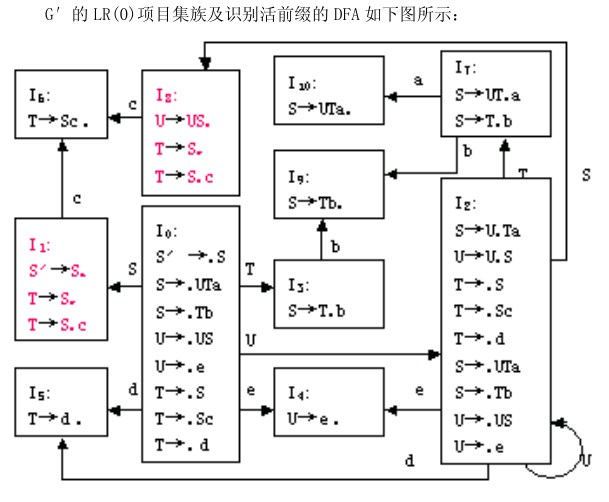 G′ 的 LR(0)项目集族及识别活前缀的 DFA 如下图所示：
I₆:
T→Sc.
c
I₈:
U→US.
T→S.
T→S.c
I₁₀:
S→UTa.
a
I₇:
S→UT.a
S→T.b
b
T
S
I₉:
S→Tb.
b
c
I₁:
S′→S.
T→S.
T→S.c
S
I₀:
S′ →.S
S→.UTa
S→.Tb
U→.US
U→.e
T→.S
T→.Sc
T→.d
T
I₃:
S→T.b
U
I₂:
S→U.Ta
U→U.S
T→.S
T→.Sc
T→.d
S→.UTa
S→.Tb
U→.US
U→.e
I₅:
T→d.
d
e
I₄:
U→e.
e
d
U